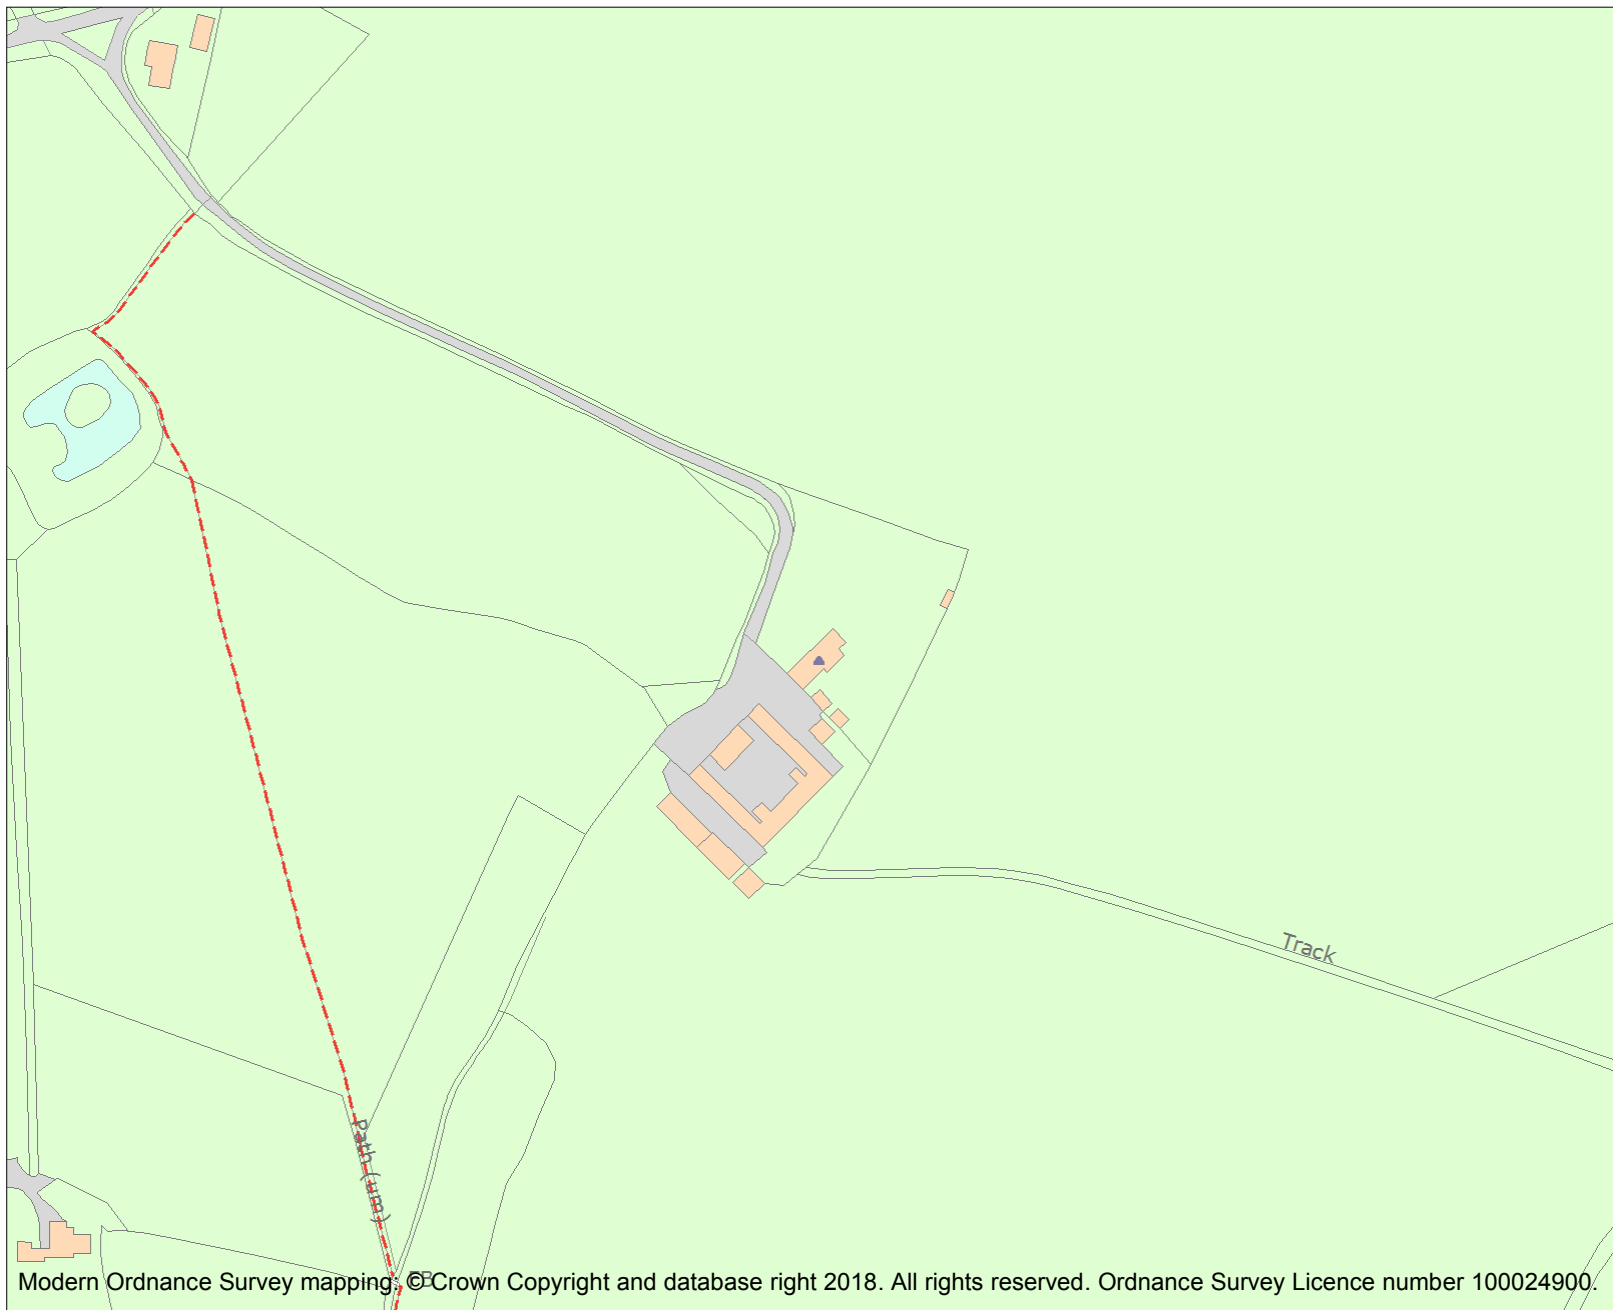 Track
Path (um)
FB
Modern Ordnance Survey mapping: © Crown Copyright and database right 2018. All rights reserved. Ordnance Survey Licence number 100024900.